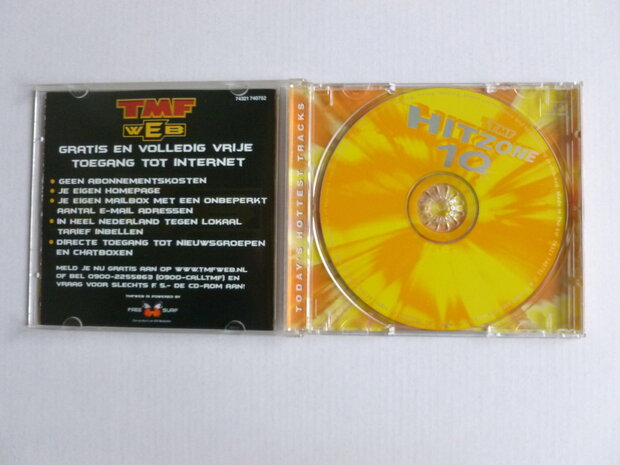 74321 740752
TMF
WEB
GRATIS EN VOLLEDIG VRIJE
TOEGANG TOT INTERNET
GEEN ABONNEMENTSKOSTEN
JE EIGEN HOMEPAGE
JE EIGEN MAILBOX MET EEN ONBEPERKT
AANTAL E-MAIL ADRESSEN
IN HEEL NEDERLAND TEGEN LOKAAL
TARIEF INBELLEN
DIRECTE TOEGANG TOT NIEUWSGROEPEN
EN CHATBOXEN
MELD JE NU GRATIS AAN OP WWW.TMFWEB.NL
OF BEL 0900-2255863 (0900-CALLTMF) EN
VRAAG VOOR SLECHTS F. 5,- DE CD-ROM AAN!
TMFWEB IS POWERED BY
FREE SURF
TODAY'S HOTTEST TRACKS
TMF
HITZONE
10